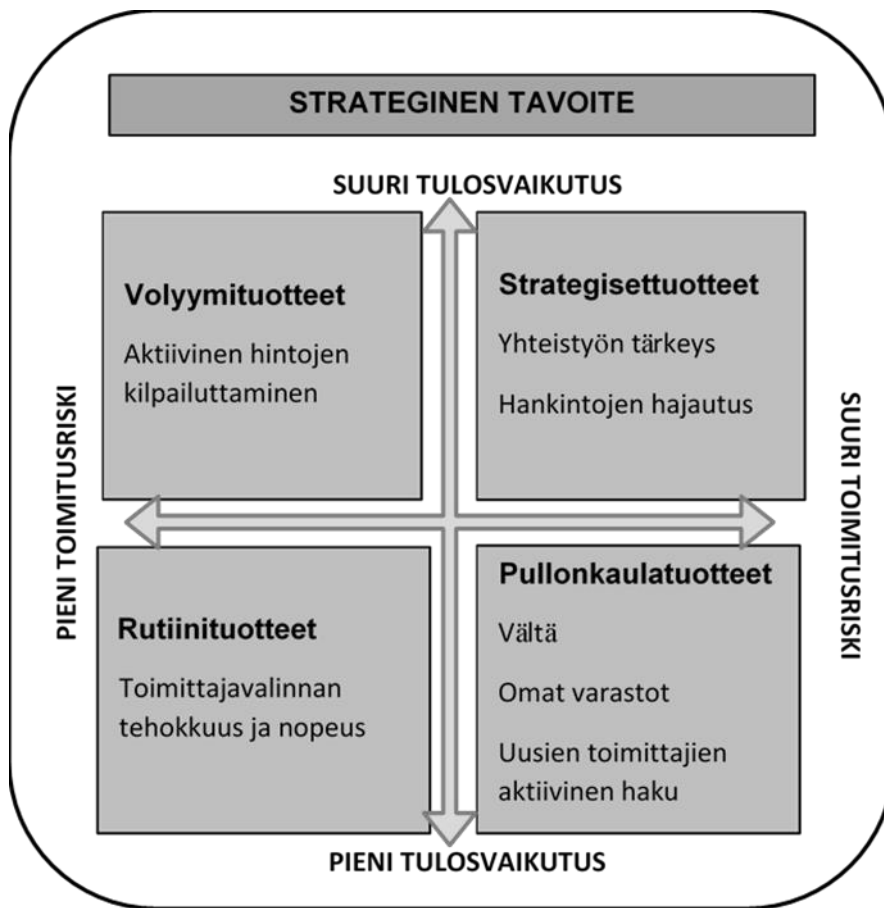 STRATEGINEN TAVOITE
SUURI TULOSVAIKUTUS
Volyymituotteet
Aktiivinen hintojen
kilpailuttaminen
Strategisettuotteet
Yhteistyön tärkeys
Hankintojen hajautus
PIENI TOIMITUSRISKI
SUURI TOIMITUSRISKI
Rutiinituotteet
Toimittajavalinnan
tehokkuus ja nopeus
Pullonkaulatuotteet
Vältä
Omat varastot
Uusien toimittajien
aktiivinen haku
PIENI TULOSVAIKUTUS